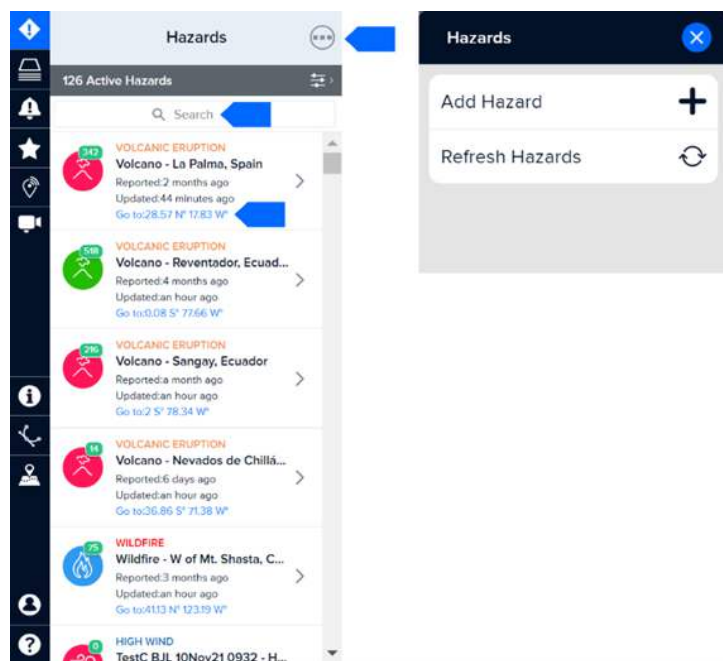 Hazards
126 Active Hazards
Search
342
VOLCANIC ERUPTION
Volcano - La Palma, Spain
Reported:2 months ago
Updated:44 minutes ago
Go to:28.57 N° 17.83 W°
518
VOLCANIC ERUPTION
Volcano - Reventador, Ecuad...
Reported:4 months ago
Updated:an hour ago
Go to:0.08 S° 77.66 W°
216
VOLCANIC ERUPTION
Volcano - Sangay, Ecuador
Reported:a month ago
Updated:an hour ago
Go to:2 S° 78.34 W°
14
VOLCANIC ERUPTION
Volcano - Nevados de Chillá...
Reported:6 days ago
Updated:an hour ago
Go to:36.86 S° 71.38 W°
75
WILDFIRE
Wildfire - W of Mt. Shasta, C...
Reported:3 months ago
Updated:an hour ago
Go to:41.13 N° 123.19 W°
0
HIGH WIND
TestC BJL 10Nov21 0932 - H...
Hazards
Add Hazard
Refresh Hazards